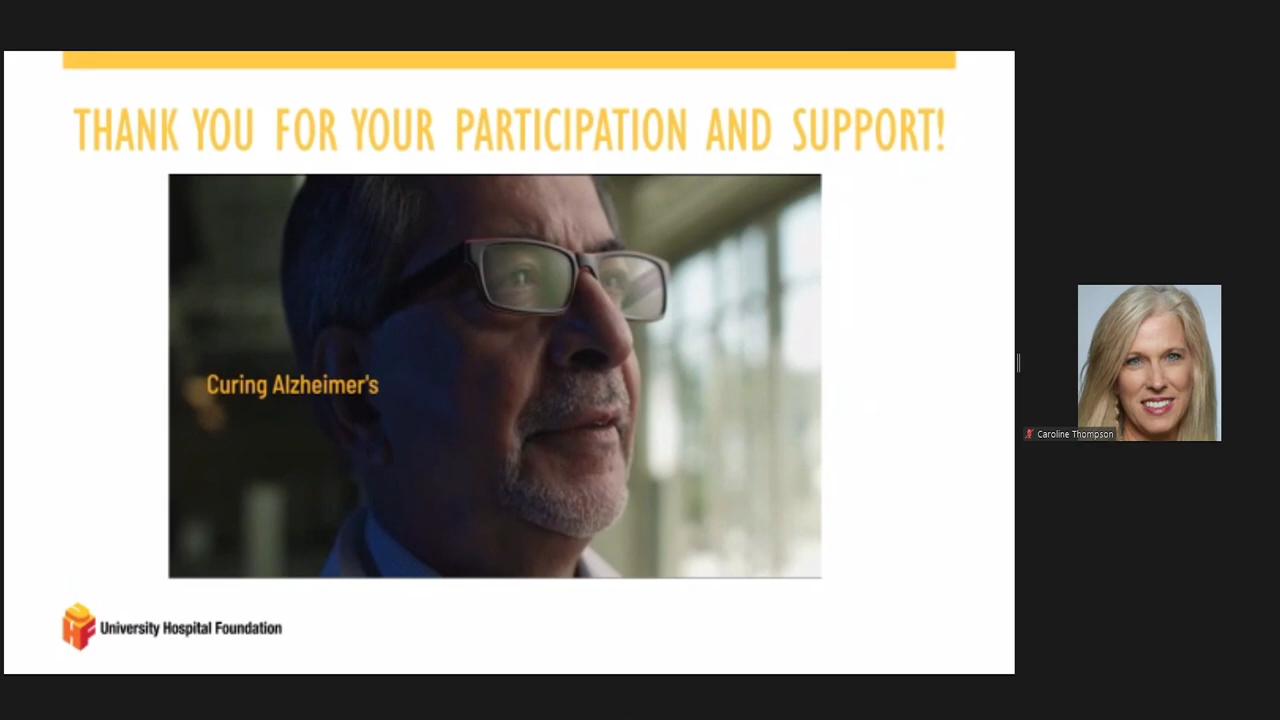 THANK YOU FOR YOUR PARTICIPATION AND SUPPORT!
Curing Alzheimer's
University Hospital Foundation
Caroline Thompson